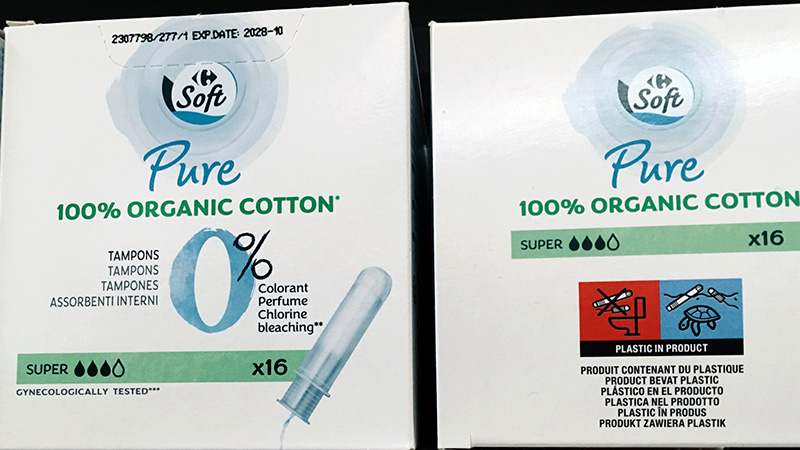 2307798/277/1 EXP.DATE: 2028-10
Soft
Pure
100% ORGANIC COTTON*
TAMPONS
TAMPONS
TAMPONES
ASSORBENTI INTERNI
0%
Colorant
Perfume
Chlorine
bleaching**
SUPER x16
GYNECOLOGICALLY TESTED***
Soft
Pure
100% ORGANIC COTTON
SUPER x16
PLASTIC IN PRODUCT
PRODUIT CONTENANT DU PLASTIQUE
PRODUCT BEVAT PLASTIC
PLÁSTICO EN EL PRODUCTO
PLASTICA NEL PRODOTTO
PLASTIC ÎN PRODUS
PRODUKT ZAWIERA PLASTIK